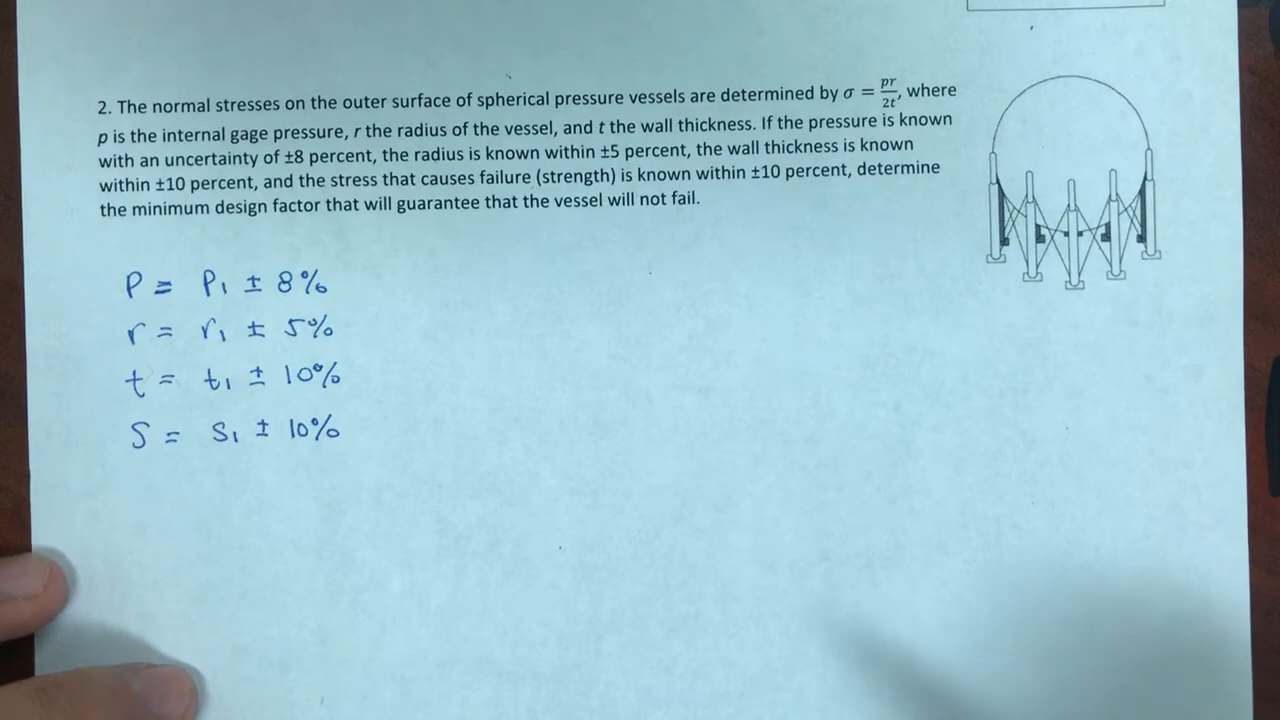 2. The normal stresses on the outer surface of spherical pressure vessels are determined by σ = pr/2t, where
p is the internal gage pressure, r the radius of the vessel, and t the wall thickness. If the pressure is known
with an uncertainty of ±8 percent, the radius is known within ±5 percent, the wall thickness is known
within ±10 percent, and the stress that causes failure (strength) is known within ±10 percent, determine
the minimum design factor that will guarantee that the vessel will not fail.
P = P₁ ± 8%
r = r₁ ± 5%
t = t₁ ± 10%
S = S₁ ± 10%